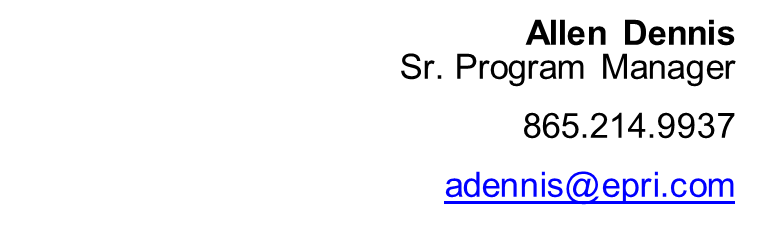 Allen Dennis
Sr. Program Manager
865.214.9937
adennis@epri.com